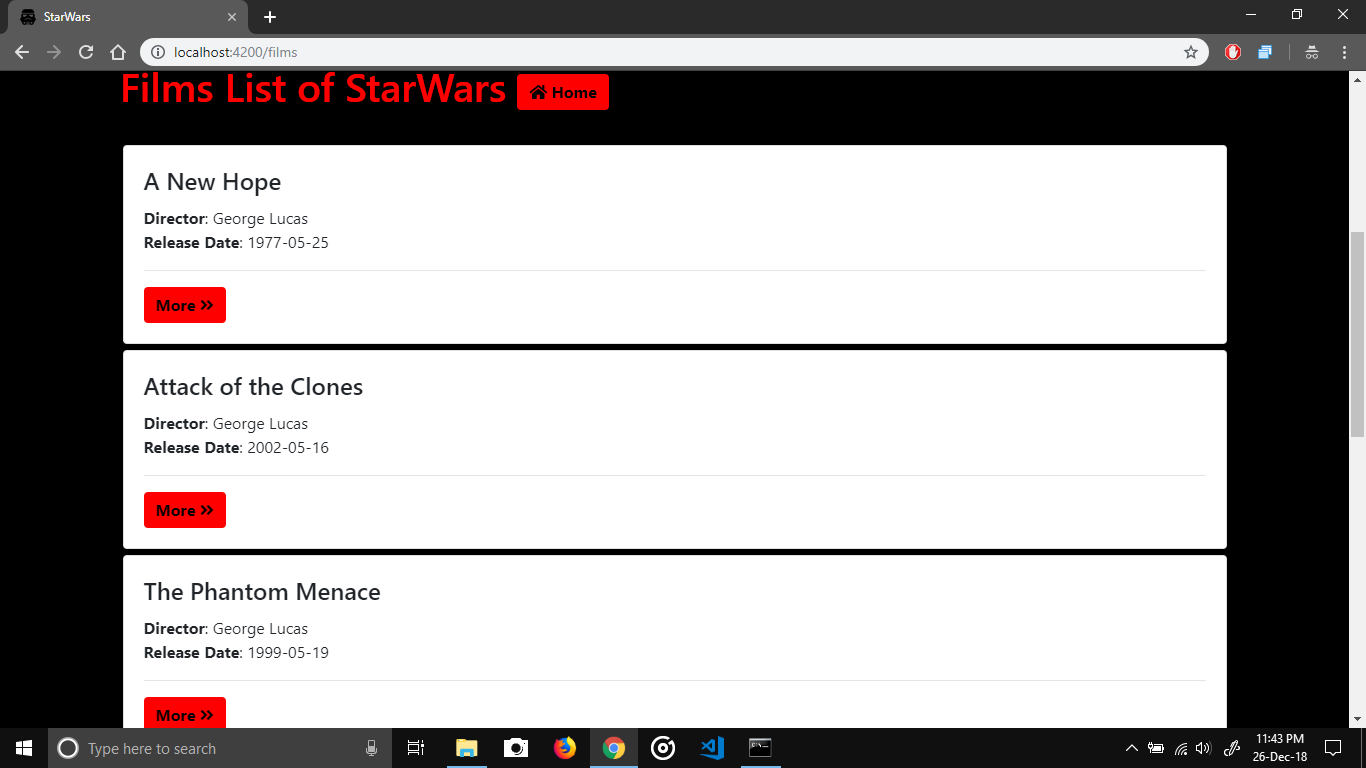 StarWars
localhost:4200/films
Films List of StarWars Home
A New Hope
Director: George Lucas
Release Date: 1977-05-25
More
Attack of the Clones
Director: George Lucas
Release Date: 2002-05-16
More
The Phantom Menace
Director: George Lucas
Release Date: 1999-05-19
More
Type here to search
11:43 PM
26-Dec-18